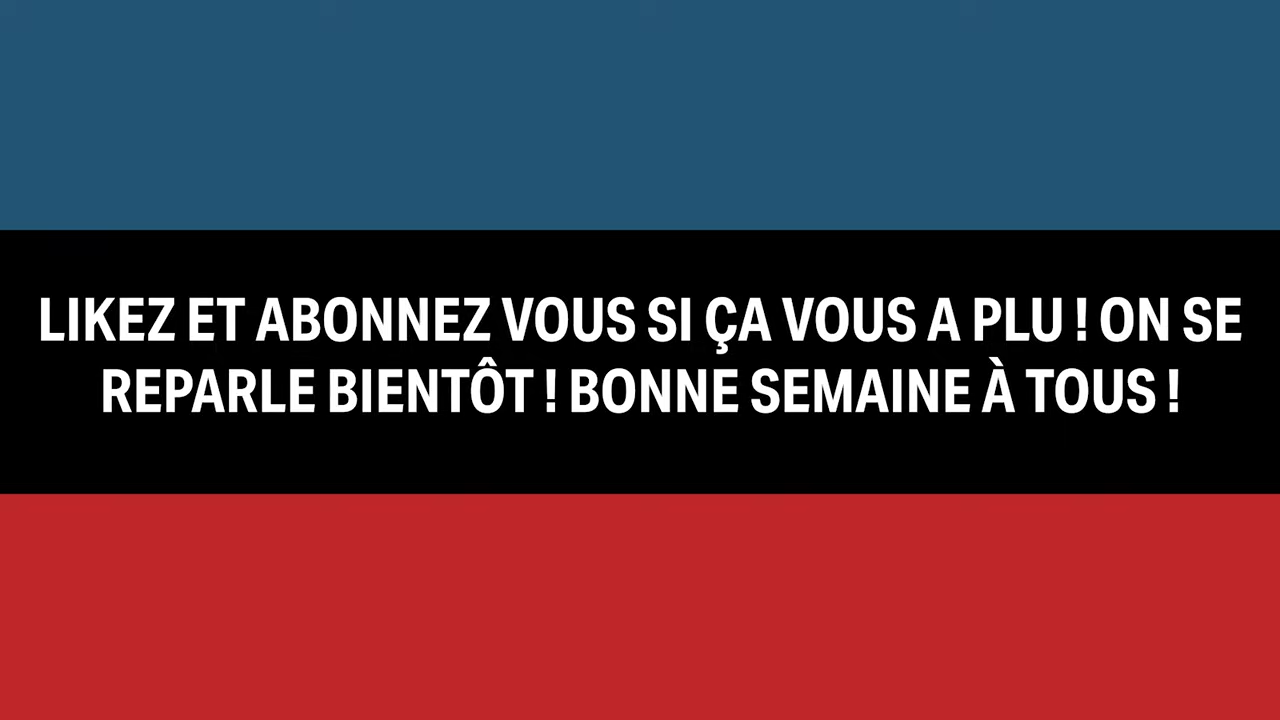 LIKEZ ET ABONNEZ VOUS SI ÇA VOUS A PLU ! ON SE
REPARLE BIENTÔT ! BONNE SEMAINE À TOUS !